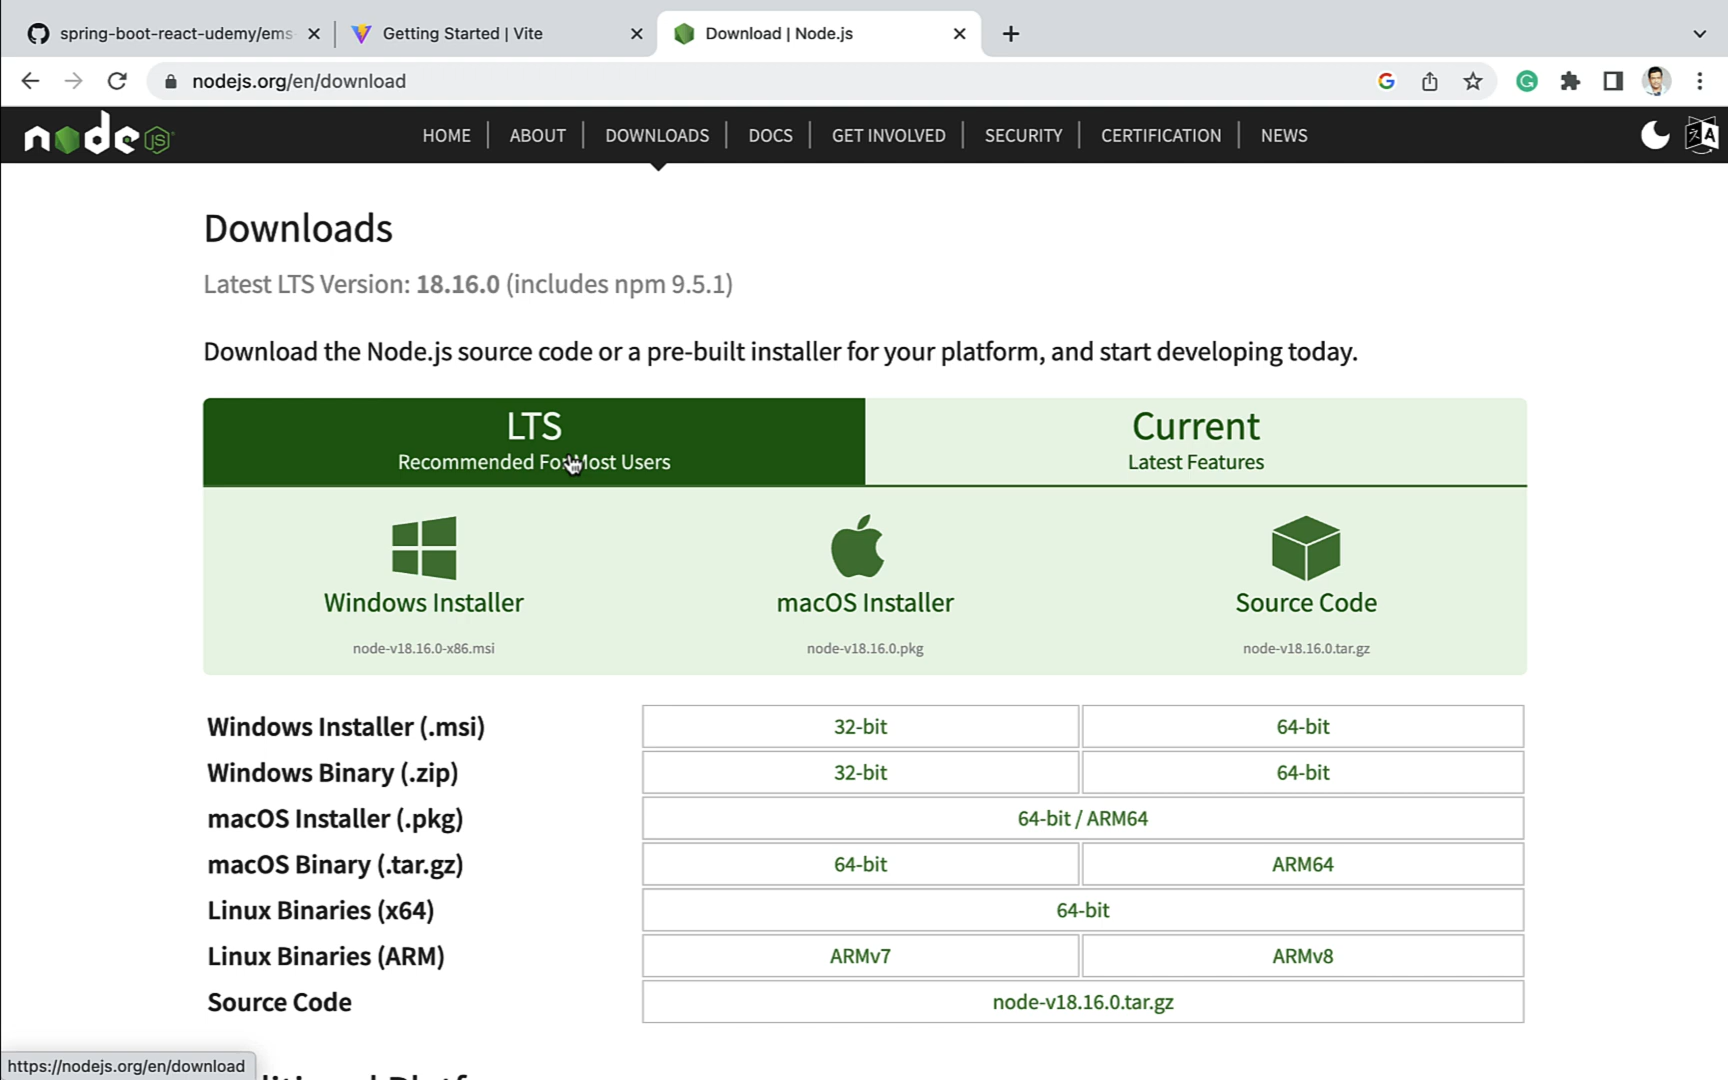 spring-boot-react-udemy/ems-
Getting Started | Vite
Download | Node.js
nodejs.org/en/download
node JS
HOME
ABOUT
DOWNLOADS
DOCS
GET INVOLVED
SECURITY
CERTIFICATION
NEWS
Downloads
Latest LTS Version: 18.16.0 (includes npm 9.5.1)
Download the Node.js source code or a pre-built installer for your platform, and start developing today.
LTS
Recommended For Most Users
Current
Latest Features
Windows Installer
node-v18.16.0-x86.msi
macOS Installer
node-v18.16.0.pkg
Source Code
node-v18.16.0.tar.gz
Windows Installer (.msi) 32-bit 64-bit
Windows Binary (.zip) 32-bit 64-bit
macOS Installer (.pkg) 64-bit / ARM64
macOS Binary (.tar.gz) 64-bit ARM64
Linux Binaries (x64) 64-bit
Linux Binaries (ARM) ARMv7 ARMv8
Source Code node-v18.16.0.tar.gz
https://nodejs.org/en/download